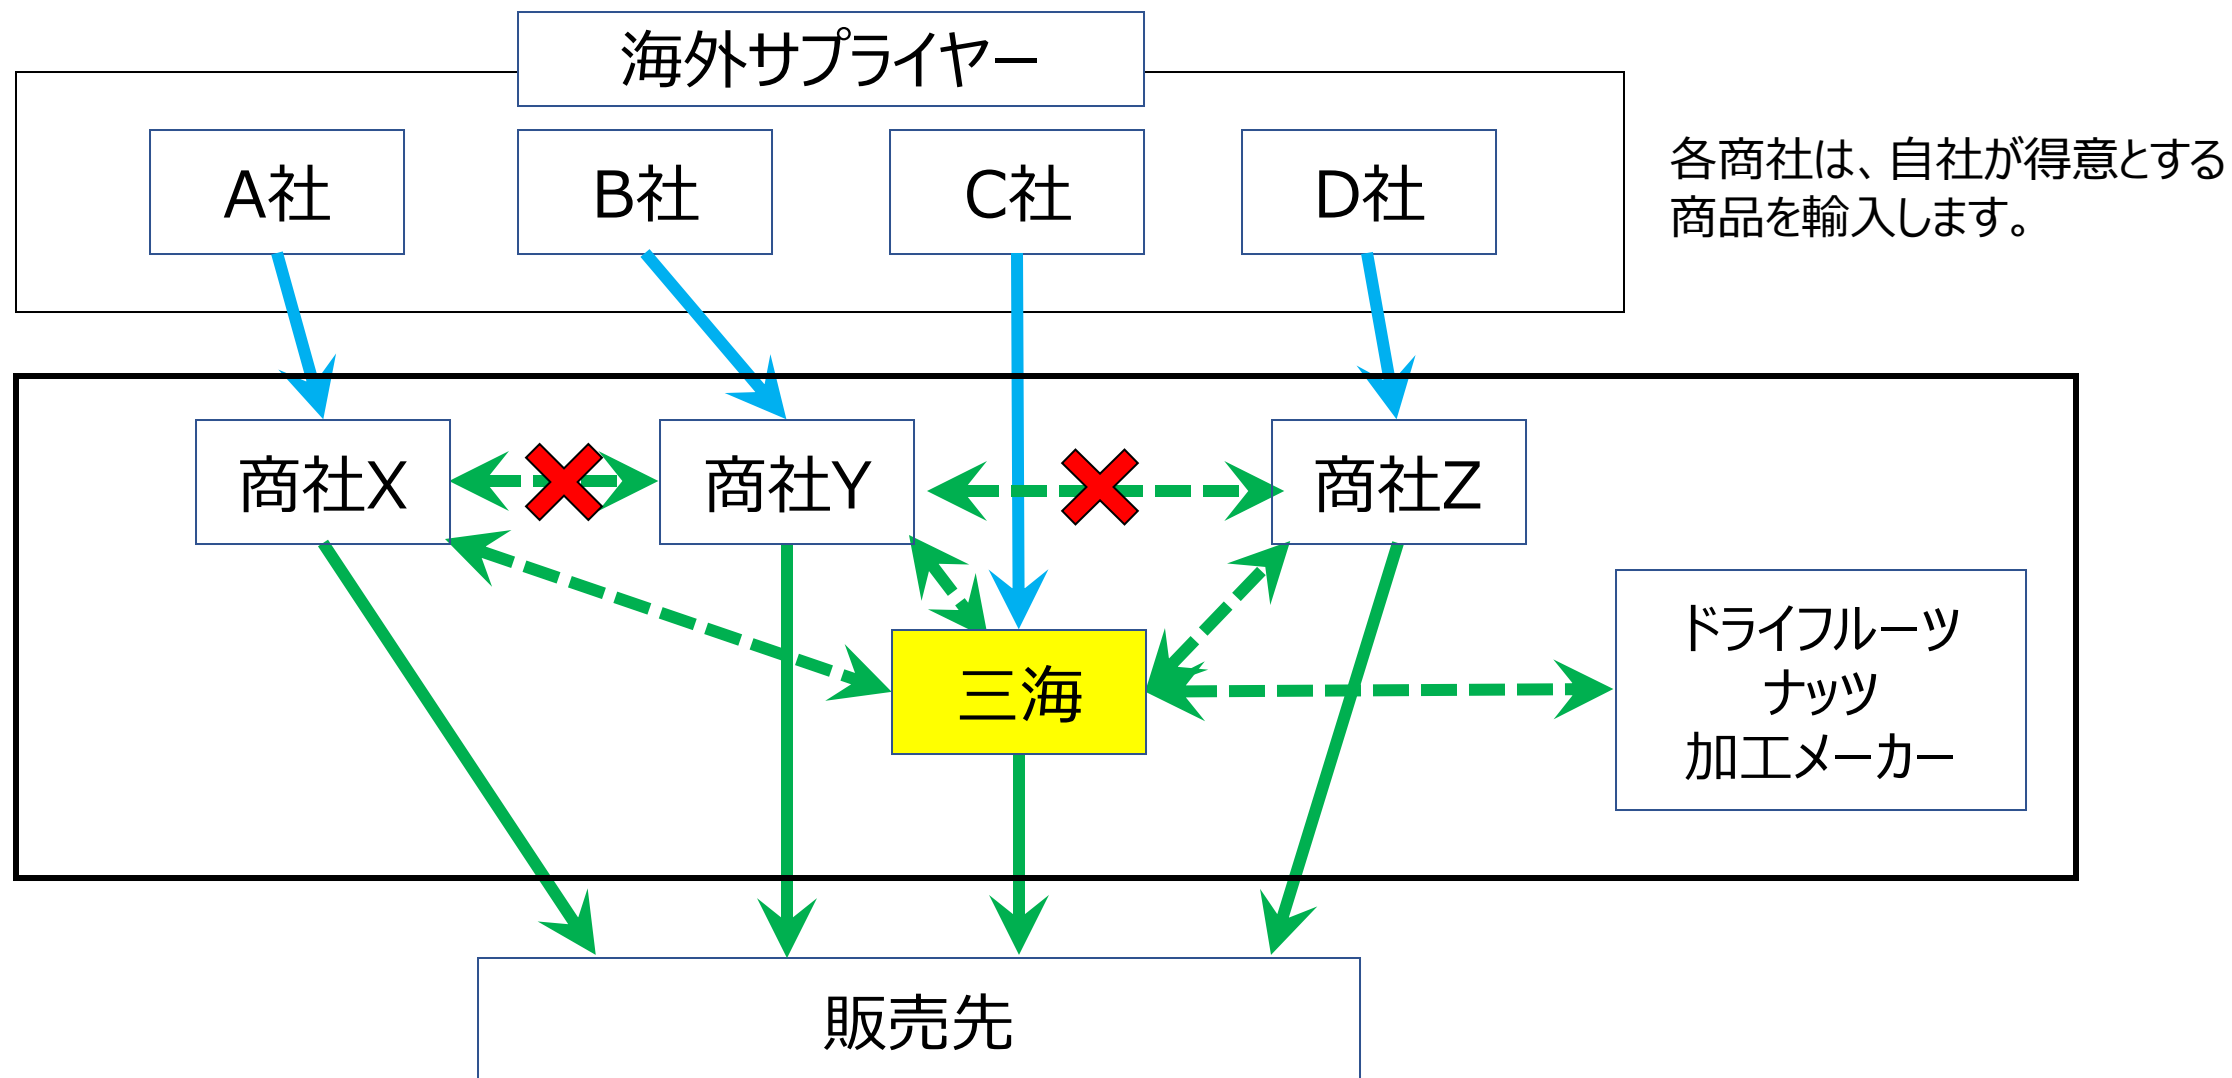 海外サプライヤー
A社
B社
C社
D社
各商社は、自社が得意とする
商品を輸入します。
商社X
商社Y
商社Z
三海
ドライフルーツ
ナッツ
加工メーカー
販売先